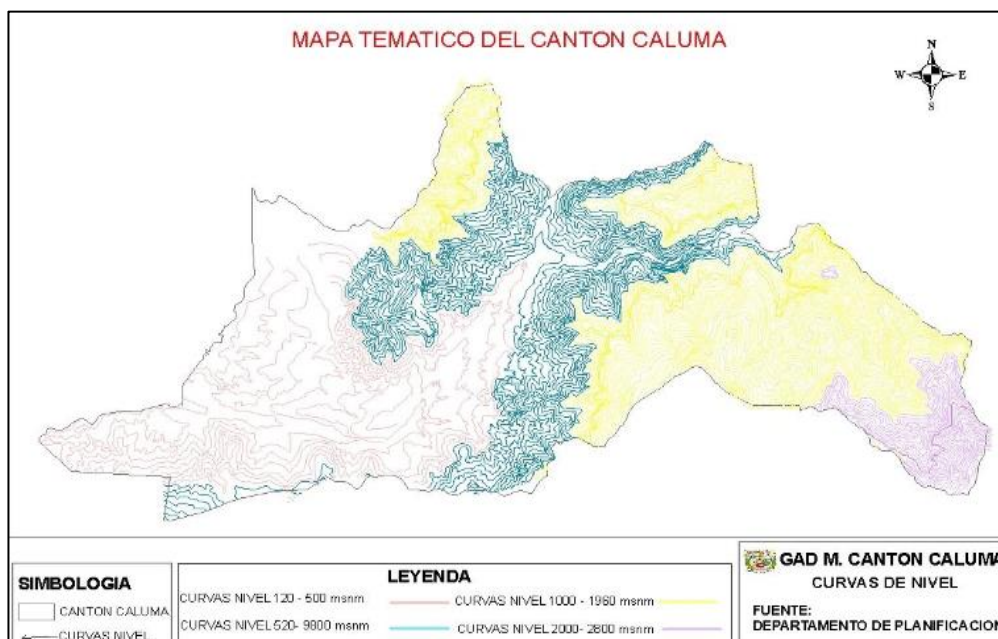 MAPA TEMATICO DEL CANTON CALUMA
N
W E
S
SIMBOLOGIA
CANTON CALUMA
CURVAS NIVEL
LEYENDA
CURVAS NIVEL 120 - 500 msnm
CURVAS NIVEL 1000 - 1960 msnm
CURVAS NIVEL 520- 9800 msnm
CURVAS NIVEL 2000- 2800 msnm
GAD M. CANTON CALUMA
CURVAS DE NIVEL
FUENTE:
DEPARTAMENTO DE PLANIFICACION